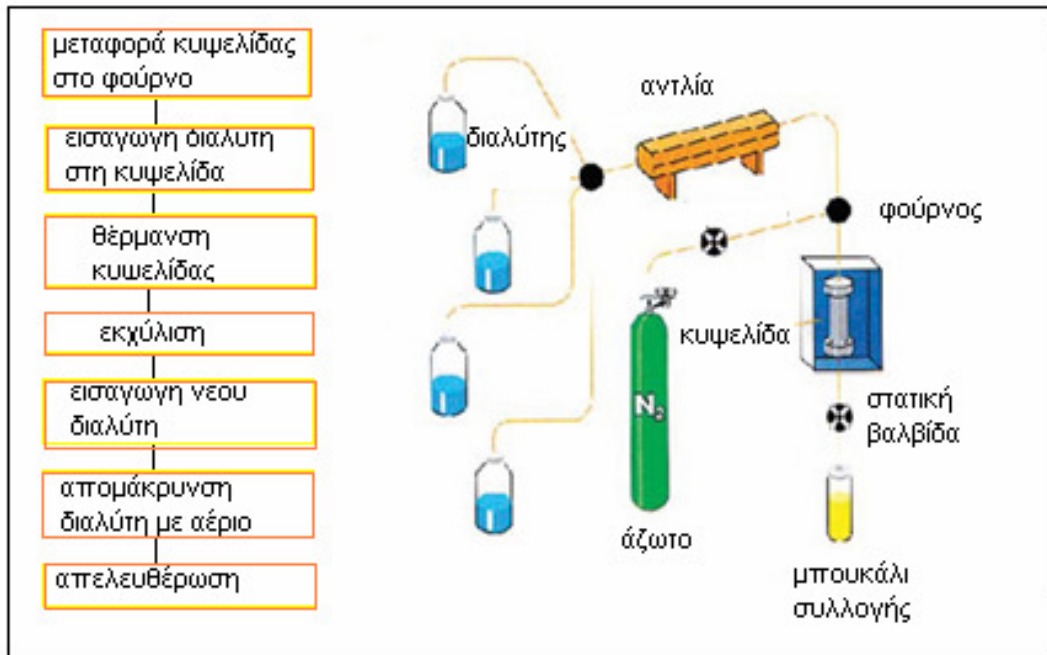 μεταφορά κυψελίδας
στο φούρνο
εισαγωγη διαλυτη
στη κυψελίδα
θέρμανση
κυψελίδας
εκχύλιση
εισαγωγη νεου
διαλύτη
απομάκρυνση
διαλύτη με αέριο
απελευθέρωση
αντλία
διαλύτης
φούρνος
κυψελίδα
N₂
στατική
βαλβίδα
άζωτο
μπουκάλι
συλλογής